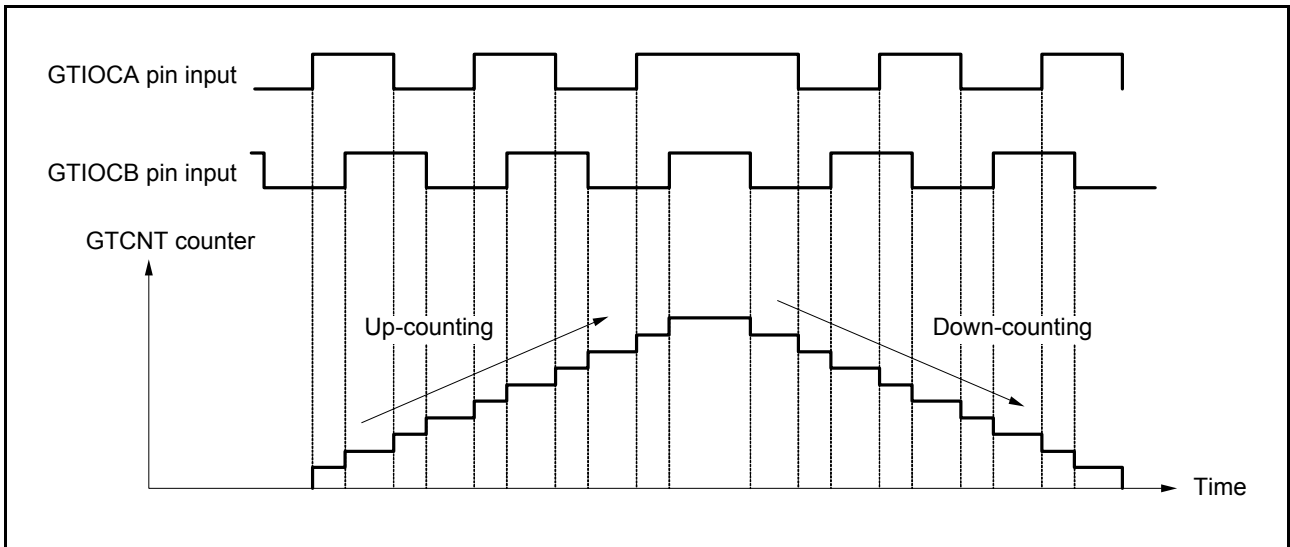 GTIOCA pin input
GTIOCB pin input
GTCNT counter
Up-counting
Down-counting
Time